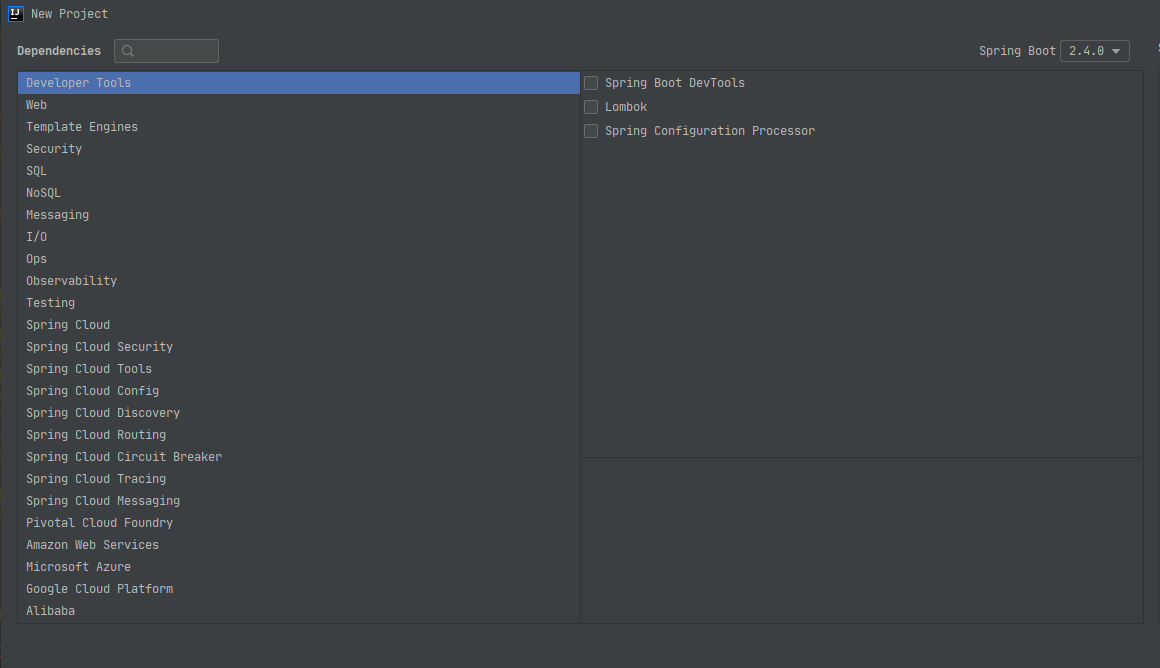 IJ New Project
Dependencies
Spring Boot 2.4.0
Developer Tools
Web
Template Engines
Security
SQL
NoSQL
Messaging
I/O
Ops
Observability
Testing
Spring Cloud
Spring Cloud Security
Spring Cloud Tools
Spring Cloud Config
Spring Cloud Discovery
Spring Cloud Routing
Spring Cloud Circuit Breaker
Spring Cloud Tracing
Spring Cloud Messaging
Pivotal Cloud Foundry
Amazon Web Services
Microsoft Azure
Google Cloud Platform
Alibaba
Spring Boot DevTools
Lombok
Spring Configuration Processor